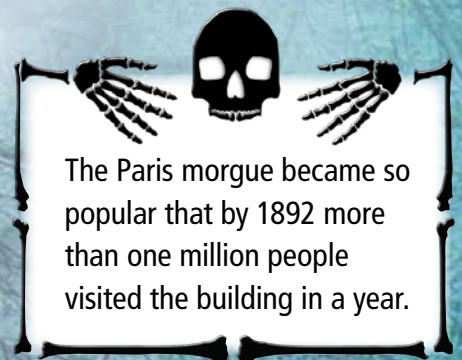 The Paris morgue became so
popular that by 1892 more
than one million people
visited the building in a year.